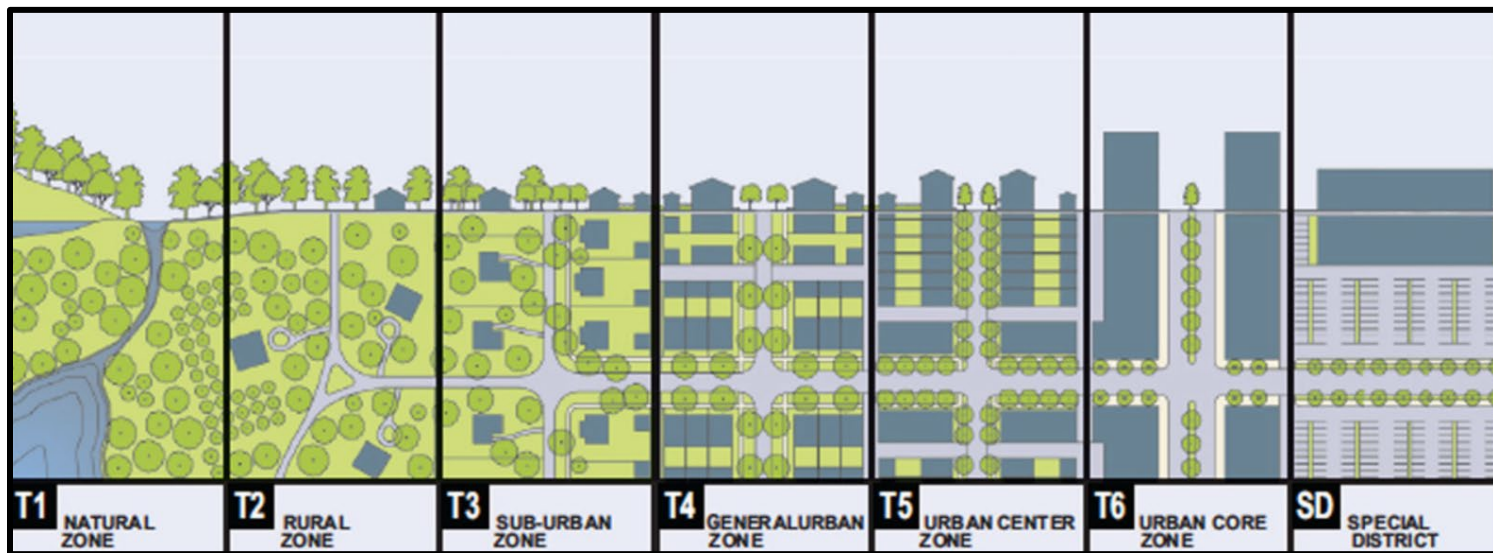 T1 NATURAL
ZONE
T2 RURAL
ZONE
T3 SUB-URBAN
ZONE
T4 GENERALURBAN
ZONE
T5 URBAN CENTER
ZONE
T6 URBAN CORE
ZONE
SD SPECIAL
DISTRICT